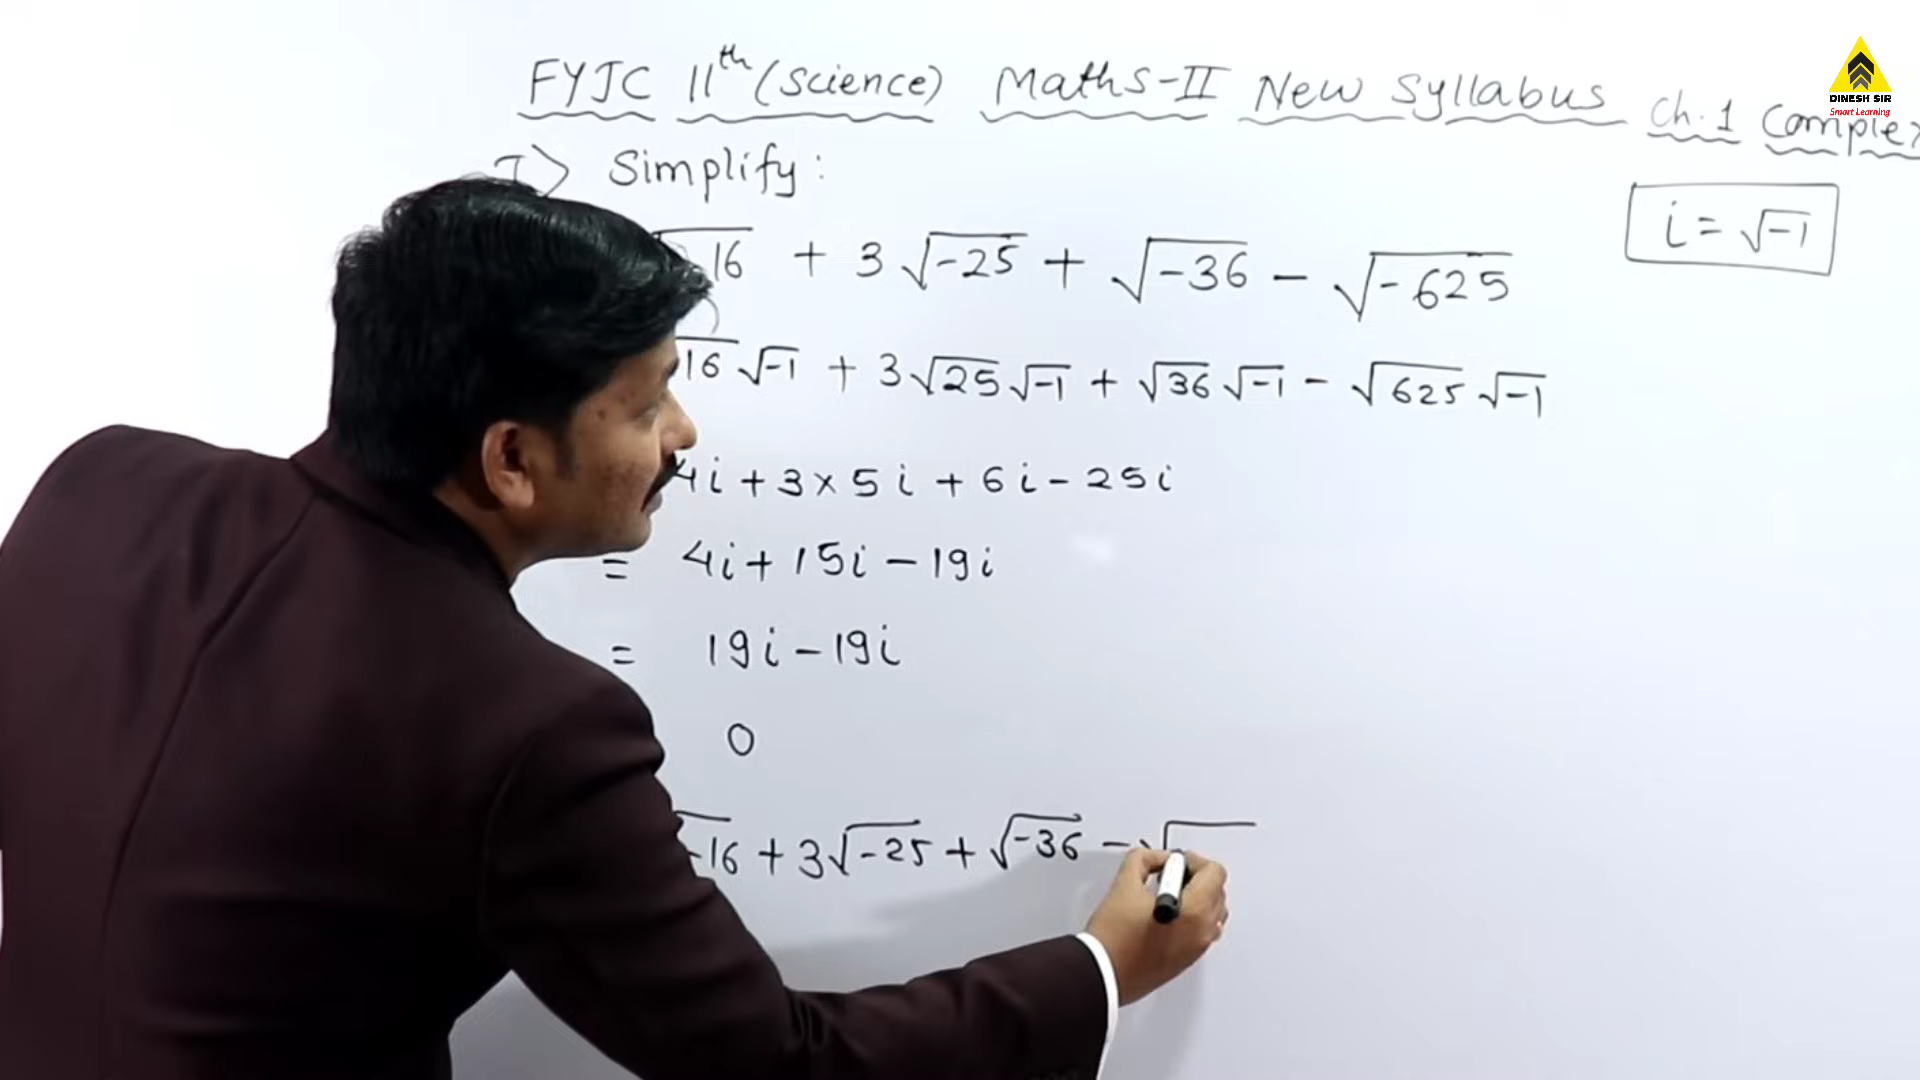 FYJC 11th (Science) Maths-II New Syllabus Ch.1 Complex
DINESH SIR
Smart Learning
I> Simplify:
i = √-1
16 + 3 √-25 + √-36 - √-625
16 √-1 + 3 √25 √-1 + √36 √-1 - √625 √-1
4i + 3 × 5i + 6i - 25i
= 4i + 15i - 19i
= 19i - 19i
0
√-16 + 3√-25 + √-36 - √